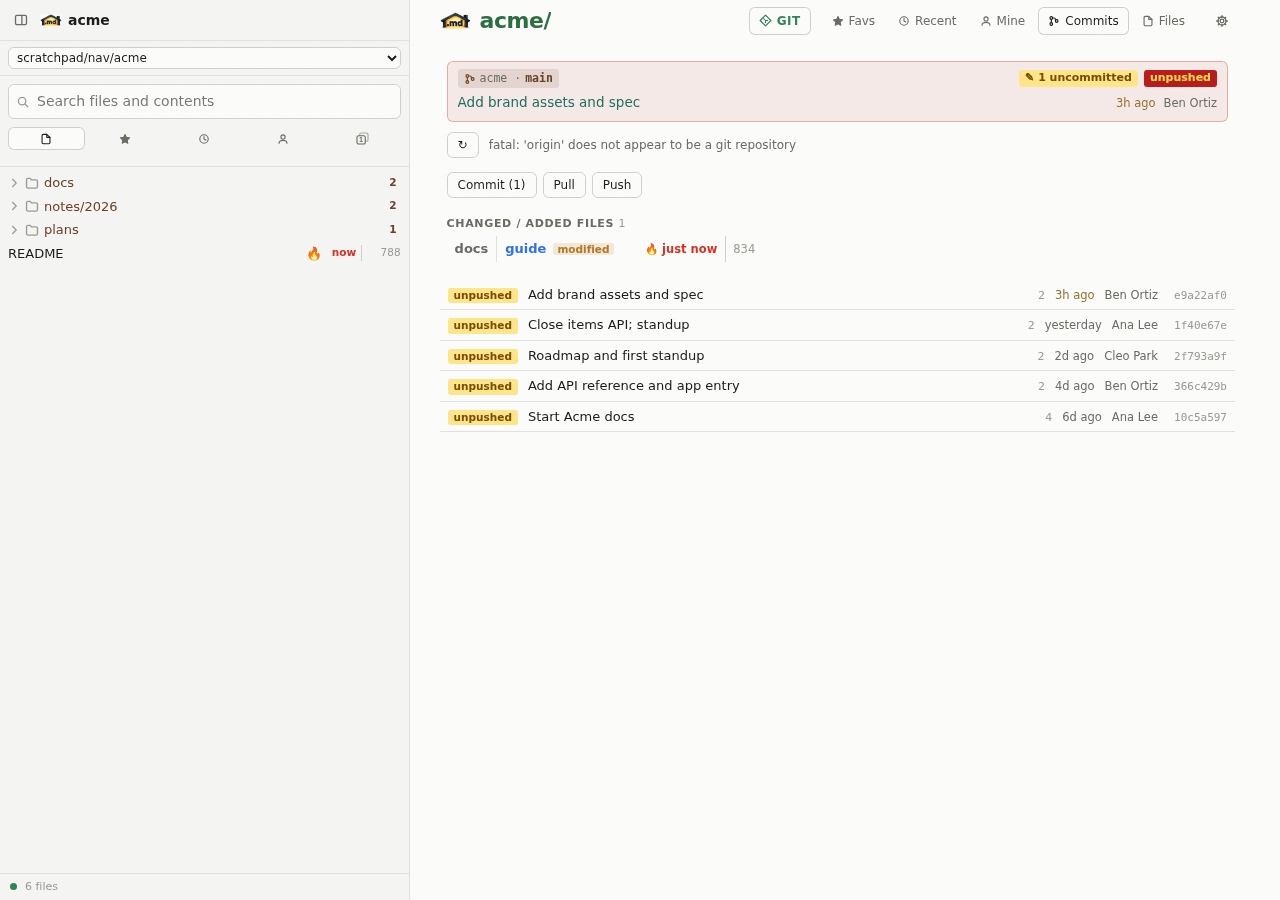 acme
scratchpad/nav/acme
Search files and contents
1
docs 2
notes/2026 2
plans 1
README 🔥 now 788
6 files
.md acme/
GIT Favs Recent Mine Commits Files
acme · main ✎ 1 uncommitted unpushed
Add brand assets and spec 3h ago Ben Ortiz
↻ fatal: 'origin' does not appear to be a git repository
Commit (1) Pull Push
CHANGED / ADDED FILES 1
docs guide modified 🔥 just now 834
unpushed Add brand assets and spec 2 3h ago Ben Ortiz e9a22af0
unpushed Close items API; standup 2 yesterday Ana Lee 1f40e67e
unpushed Roadmap and first standup 2 2d ago Cleo Park 2f793a9f
unpushed Add API reference and app entry 2 4d ago Ben Ortiz 366c429b
unpushed Start Acme docs 4 6d ago Ana Lee 10c5a597